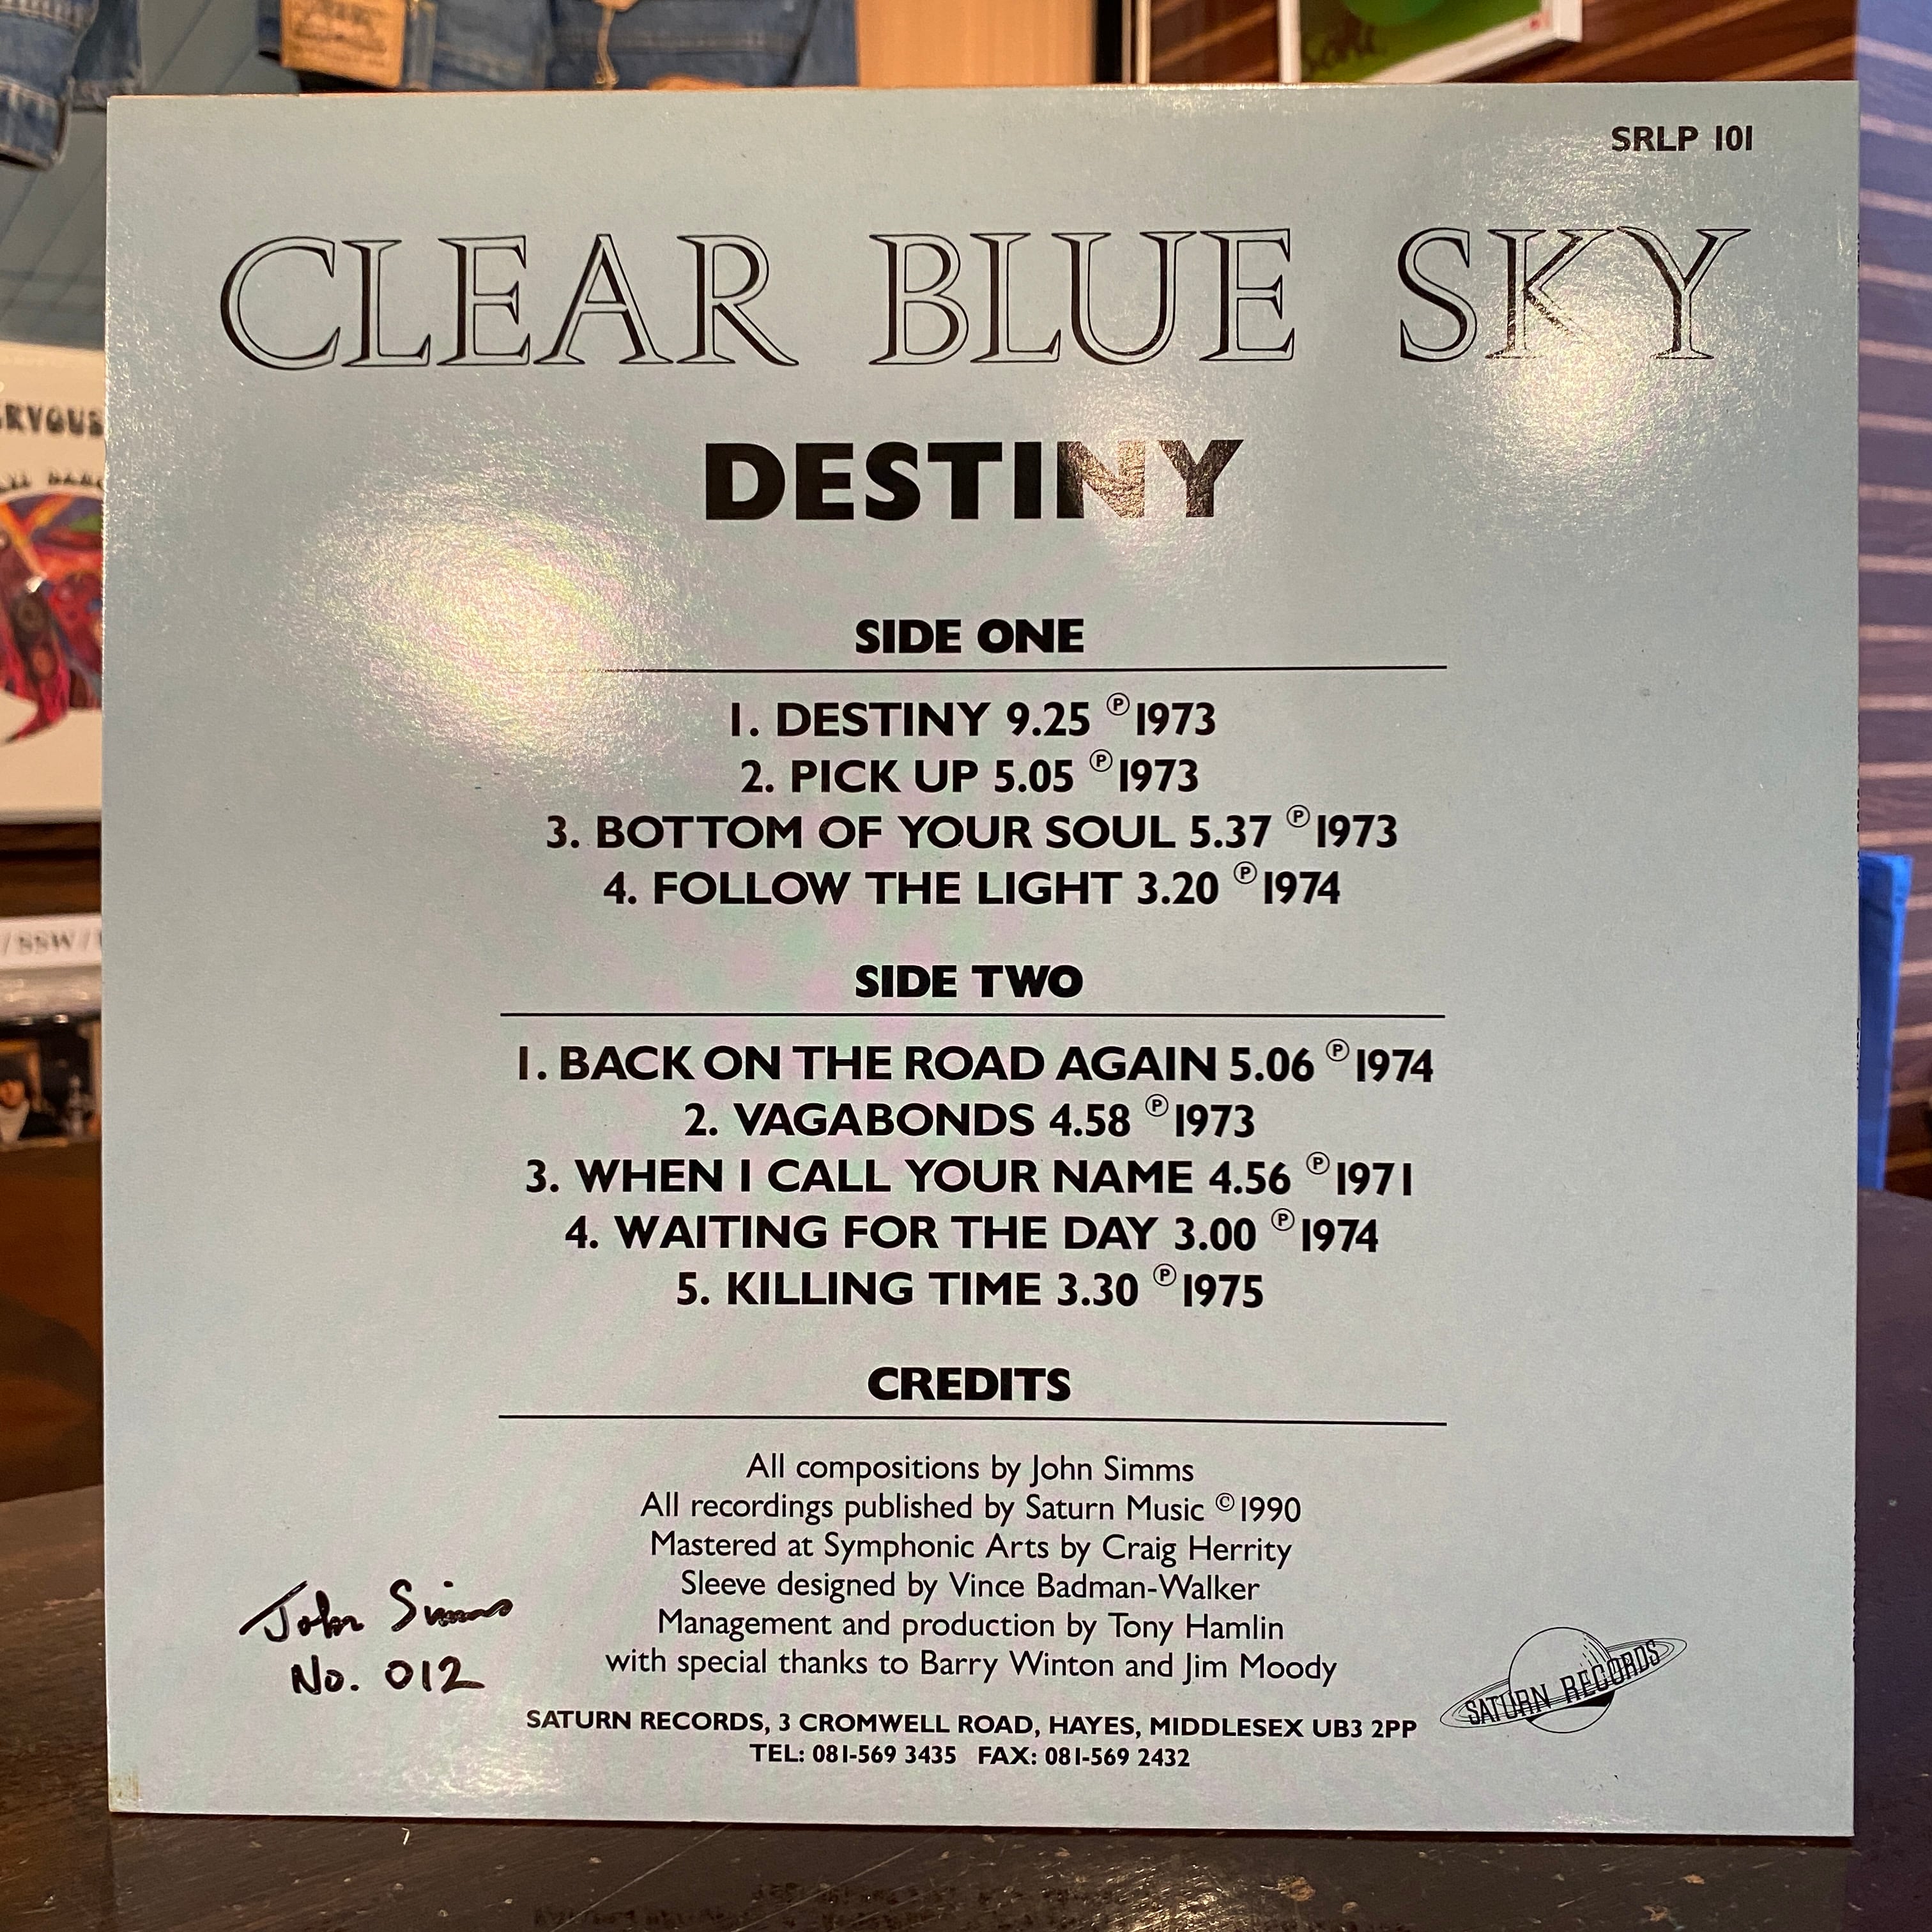 SRLP 101
CLEAR BLUE SKY
DESTINY
SIDE ONE
1. DESTINY 9.25 ℗1973
2. PICK UP 5.05 ℗1973
3. BOTTOM OF YOUR SOUL 5.37 ℗1973
4. FOLLOW THE LIGHT 3.20 ℗1974
SIDE TWO
1. BACK ON THE ROAD AGAIN 5.06 ℗1974
2. VAGABONDS 4.58 ℗1973
3. WHEN I CALL YOUR NAME 4.56 ℗1971
4. WAITING FOR THE DAY 3.00 ℗1974
5. KILLING TIME 3.30 ℗1975
CREDITS
All compositions by John Simms
All recordings published by Saturn Music ©1990
Mastered at Symphonic Arts by Craig Herrity
Sleeve designed by Vince Badman-Walker
Management and production by Tony Hamlin
with special thanks to Barry Winton and Jim Moody
John Simms
No. 012
SATURN RECORDS
SATURN RECORDS, 3 CROMWELL ROAD, HAYES, MIDDLESEX UB3 2PP
TEL: 081-569 3435 FAX: 081-569 2432
/SSW/